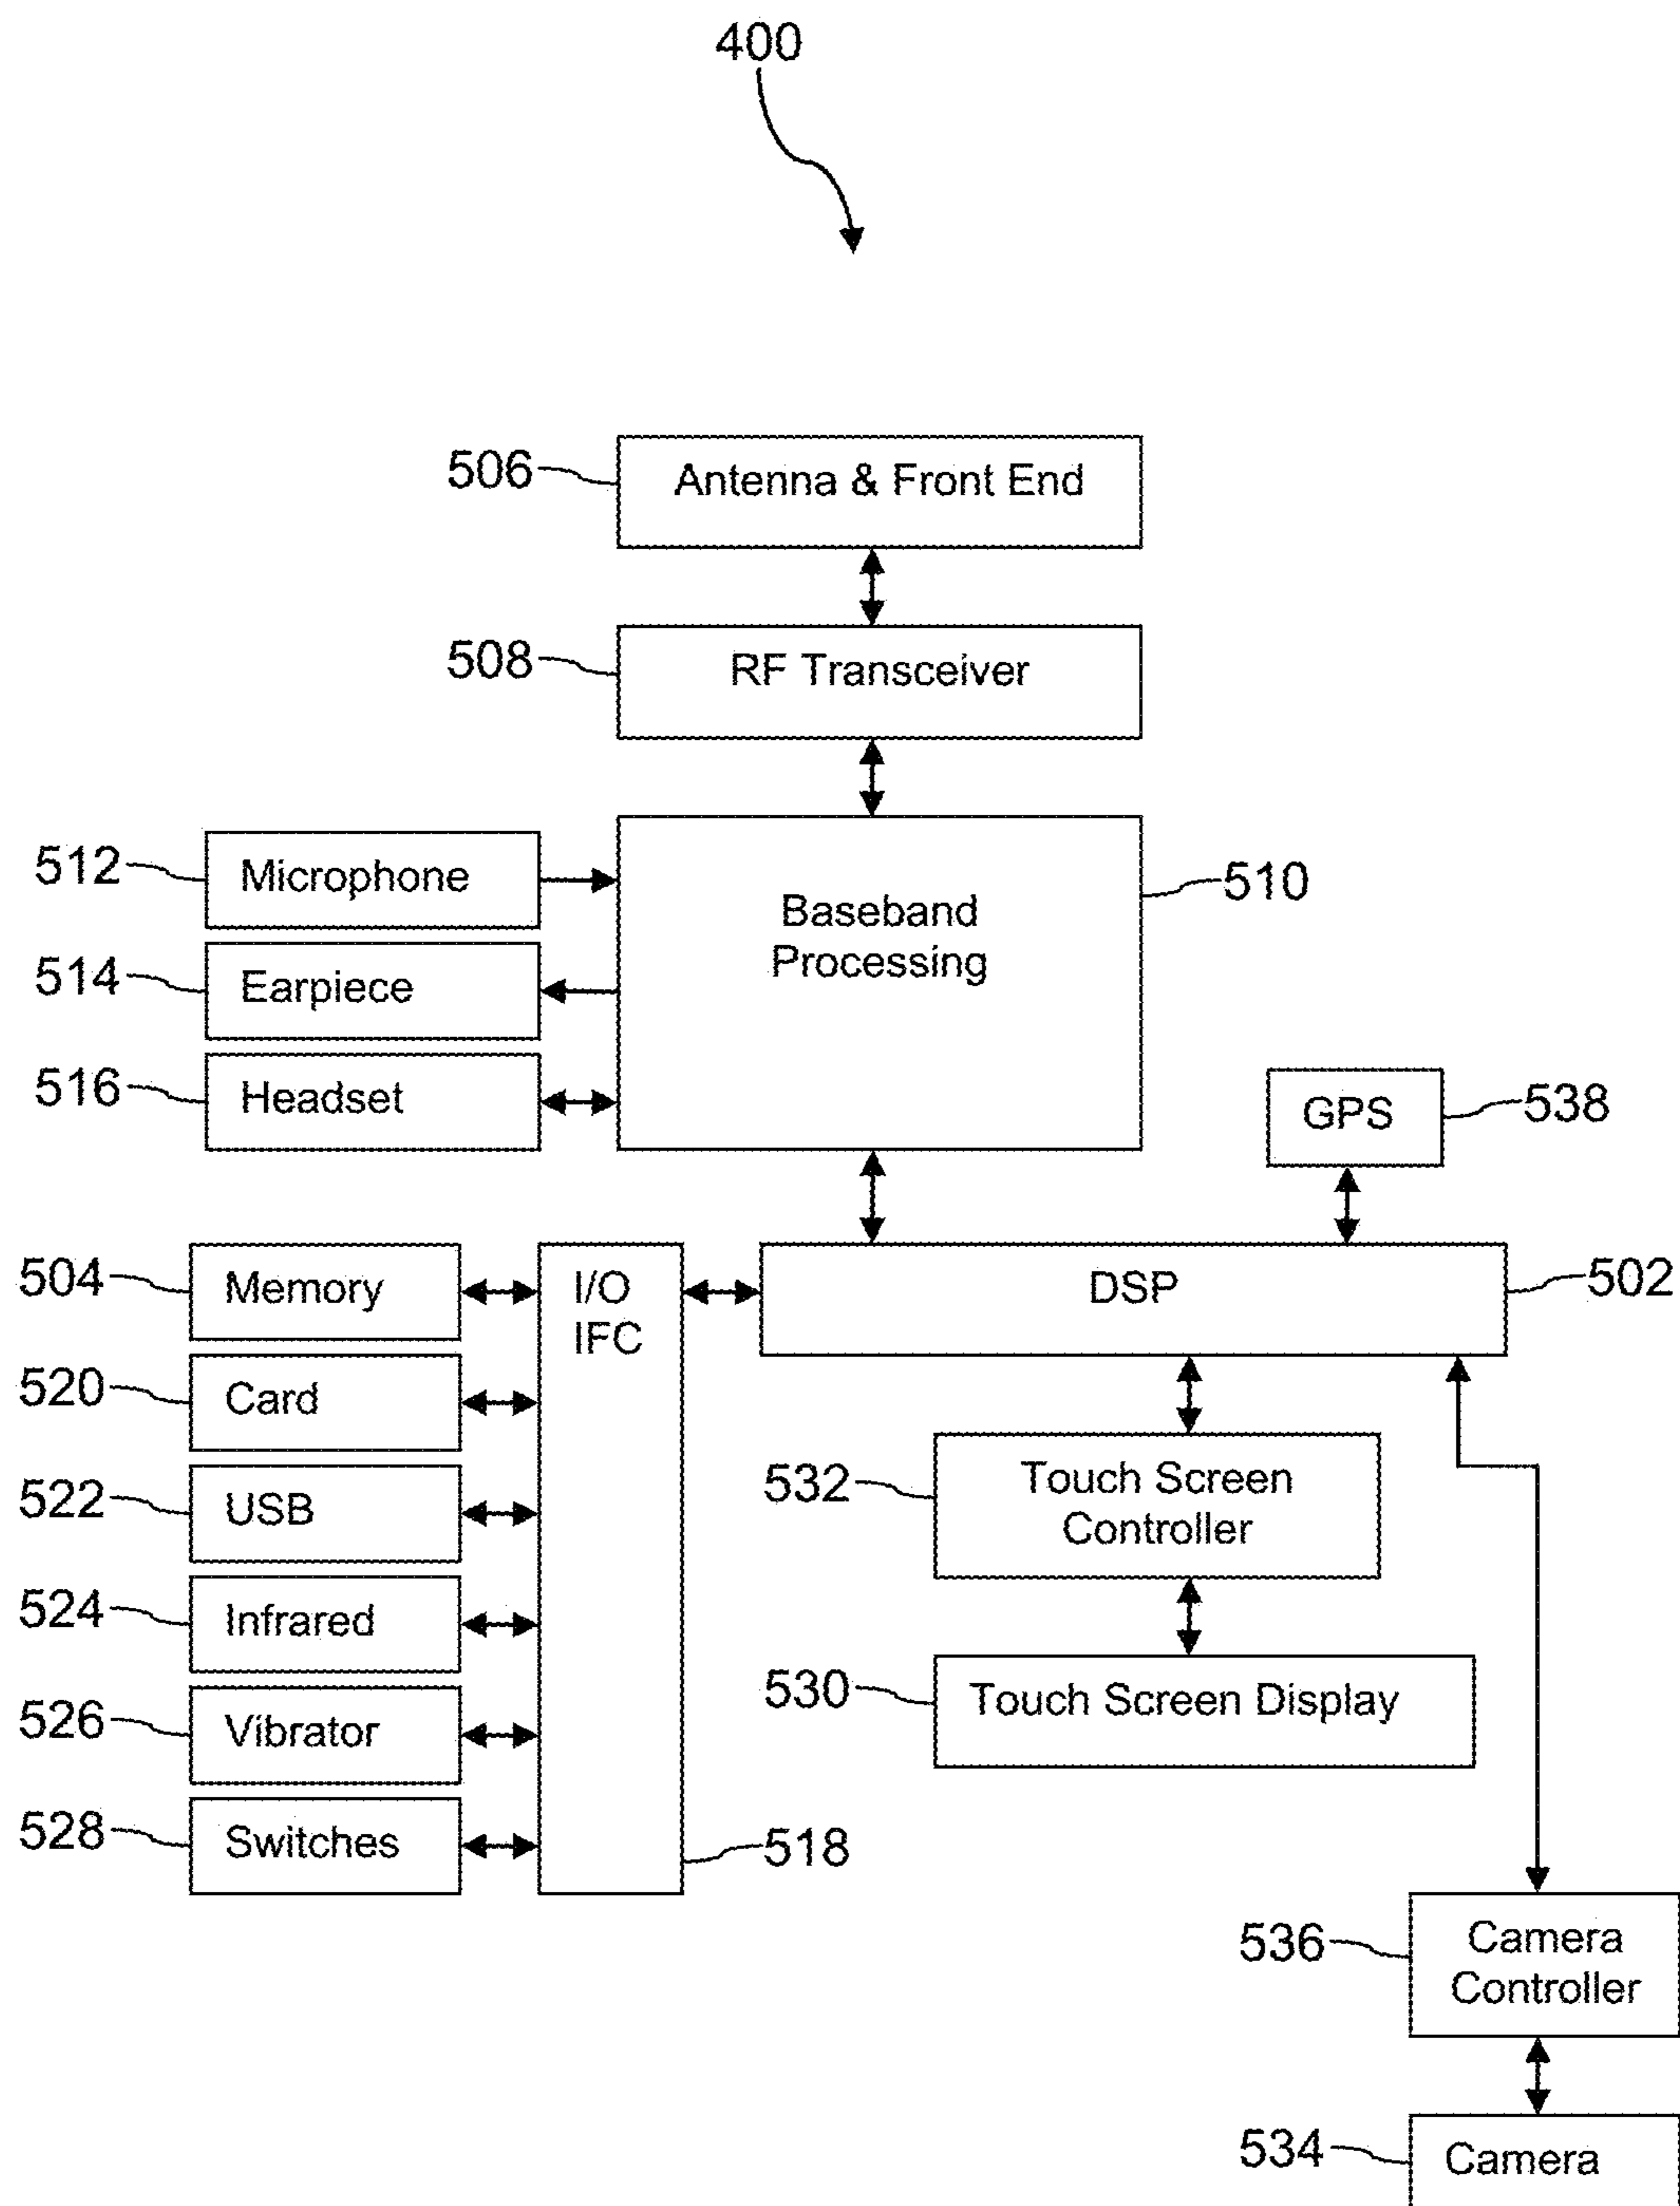 400
506
Antenna & Front End
508
RF Transceiver
512
Microphone
Baseband
Processing
510
514
Earpiece
516
Headset
GPS
538
504
Memory
I/O
IFC
DSP
502
520
Card
522
USB
532
Touch Screen
Controller
524
Infrared
526
Vibrator
530
Touch Screen Display
528
Switches
518
536
Camera
Controller
534
Camera